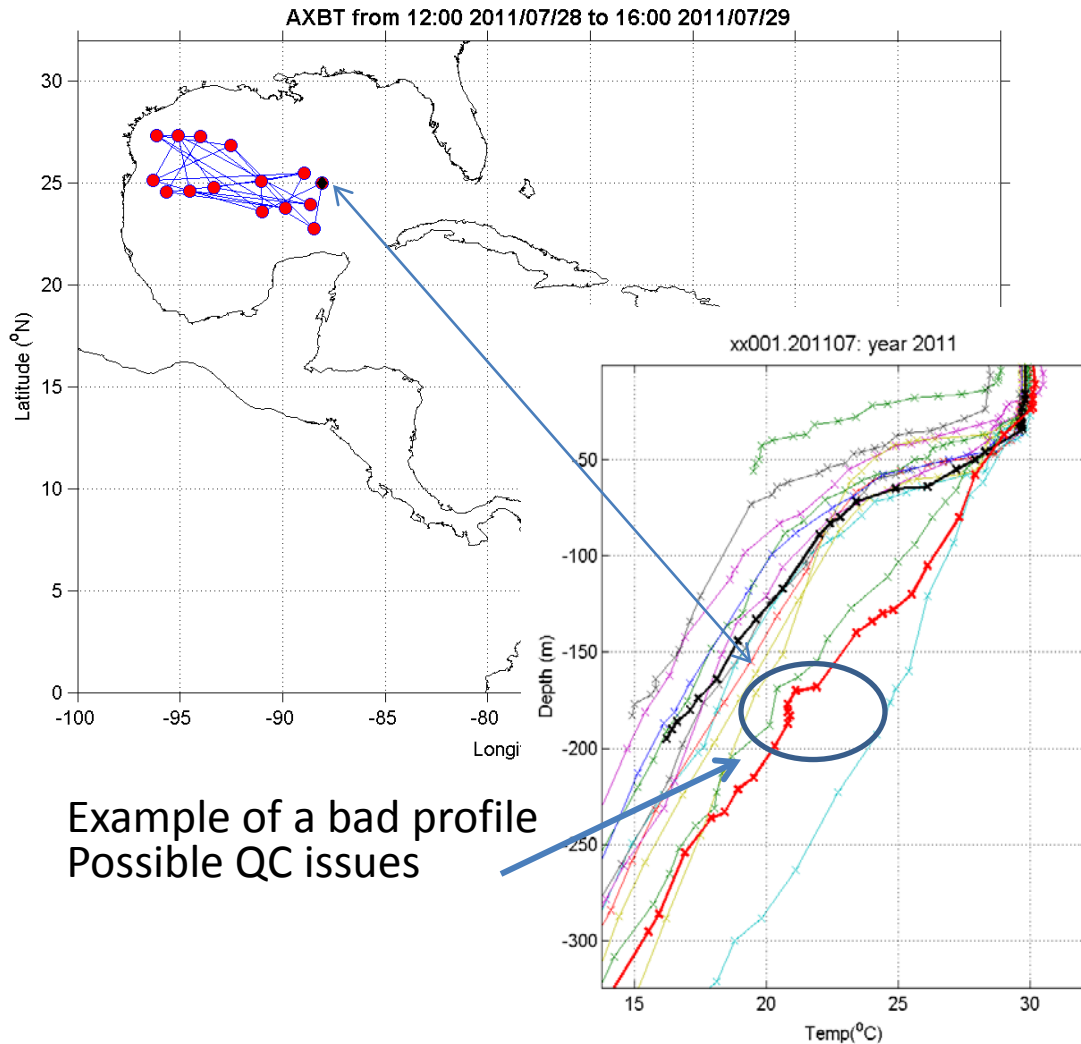 AXBT from 12:00 2011/07/28 to 16:00 2011/07/29
30
25
20
15
10
5
0
Latitude (°N)
-100
-95
-90
-85
-80
Longi
xx001.201107: year 2011
-50
-100
-150
-200
-250
-300
Depth (m)
15
20
25
30
Temp(°C)
Example of a bad profile
Possible QC issues